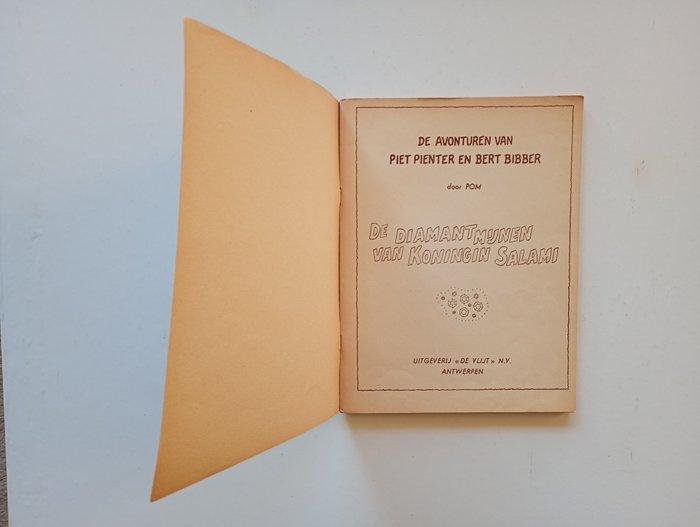 DE AVONTUREN VAN
PIET PIENTER EN BERT BIBBER
door POM
DE DIAMANTMIJNEN
VAN KONINGIN SALAMI
UITGEVERIJ «DE VLIJT» N.V.
ANTWERPEN